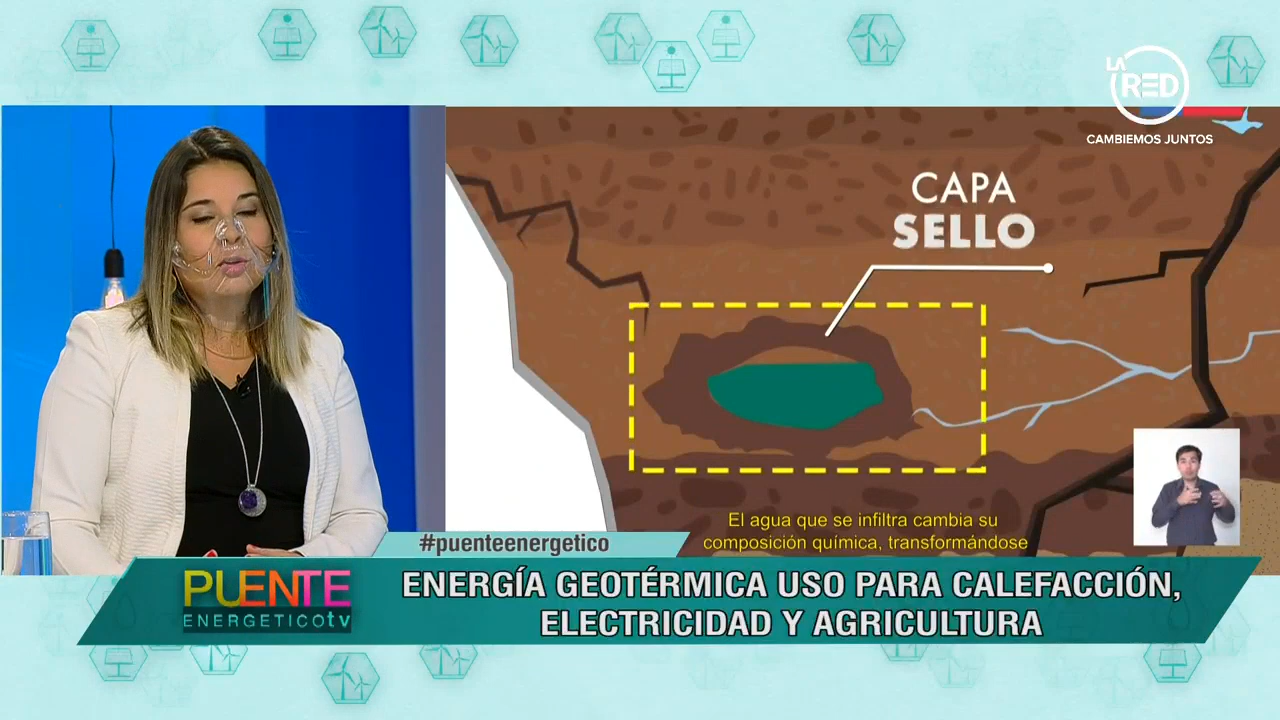 LA RED
CAMBIEMOS JUNTOS
CAPA
SELLO
El agua que se infiltra cambia su
composición química, transformándose
#puenteenergetico
PUENTE
ENERGETICOtv
ENERGÍA GEOTÉRMICA USO PARA CALEFACCIÓN,
ELECTRICIDAD Y AGRICULTURA